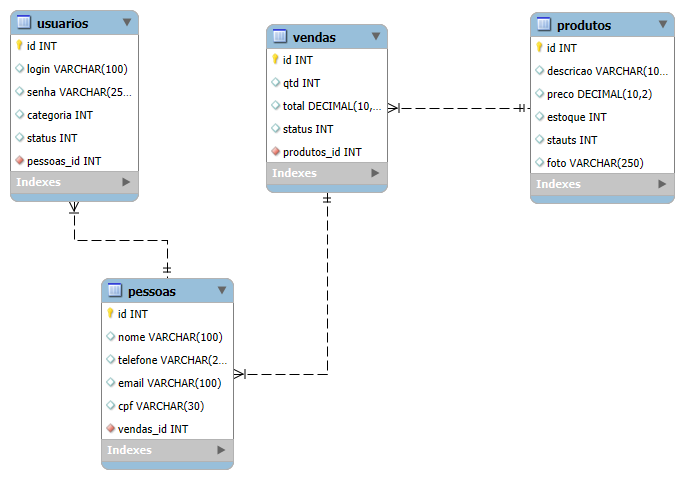 usuarios
id INT
login VARCHAR(100)
senha VARCHAR(25...
categoria INT
status INT
pessoas_id INT
Indexes
vendas
id INT
qtd INT
total DECIMAL(10,...
status INT
produtos_id INT
Indexes
produtos
id INT
descricao VARCHAR(10...
preco DECIMAL(10,2)
estoque INT
stauts INT
foto VARCHAR(250)
Indexes
pessoas
id INT
nome VARCHAR(100)
telefone VARCHAR(2...
email VARCHAR(100)
cpf VARCHAR(30)
vendas_id INT
Indexes